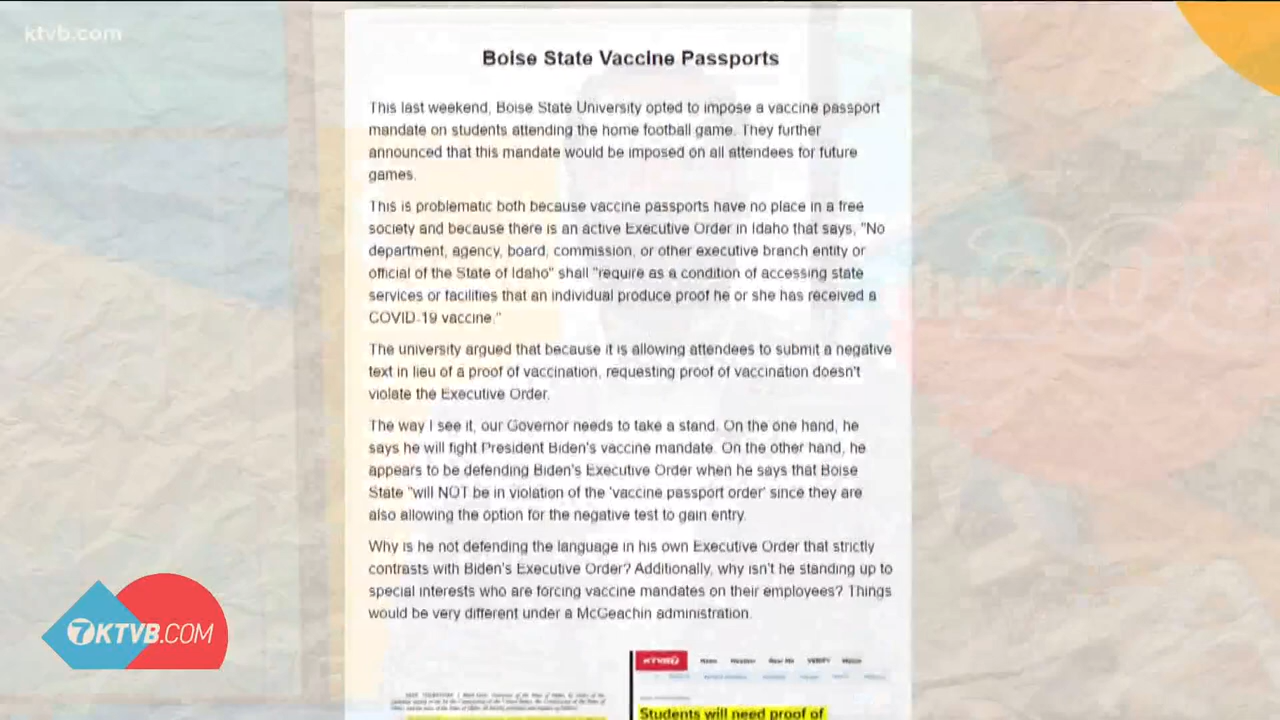 ktvb.com
Boise State Vaccine Passports
This last weekend, Boise State University opted to impose a vaccine passport
mandate on students attending the home football game. They further
announced that this mandate would be imposed on all attendees for future
games.
This is problematic both because vaccine passports have no place in a free
society and because there is an active Executive Order in Idaho that says, "No
department, agency, board, commission, or other executive branch entity or
official of the State of Idaho" shall "require as a condition of accessing state
services or facilities that an individual produce proof he or she has received a
COVID-19 vaccine."
The university argued that because it is allowing attendees to submit a negative
text in lieu of a proof of vaccination, requesting proof of vaccination doesn't
violate the Executive Order.
The way I see it, our Governor needs to take a stand. On the one hand, he
says he will fight President Biden's vaccine mandate. On the other hand, he
appears to be defending Biden's Executive Order when he says that Boise
State "will NOT be in violation of the 'vaccine passport order' since they are
also allowing the option for the negative test to gain entry.
Why is he not defending the language in his own Executive Order that strictly
contrasts with Biden's Executive Order? Additionally, why isn't he standing up to
special interests who are forcing vaccine mandates on their employees? Things
would be very different under a McGeachin administration.
7KTVB.COM
KTVB7 News Weather Near Me VERIFY Watch
Students will need proof of
the 208